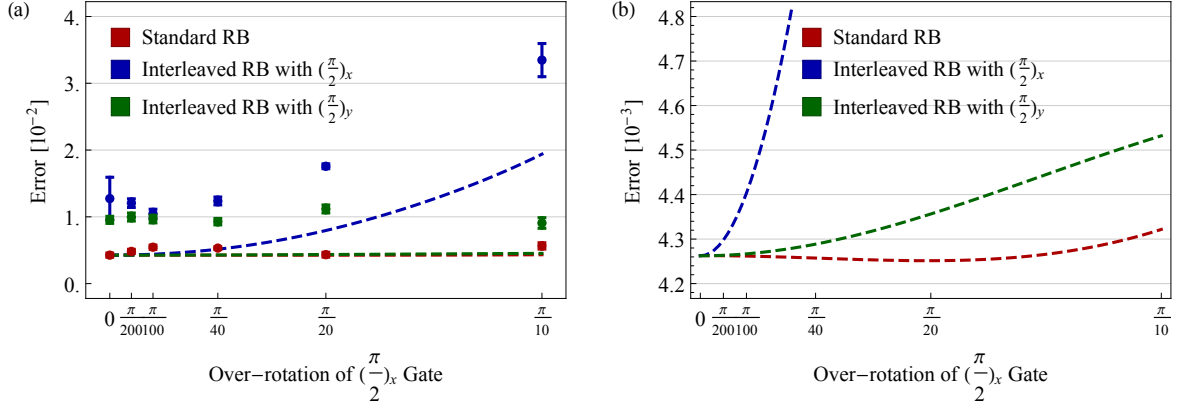 (a)
4.
3.
2.
1.
0.
Error [10⁻²]
Standard RB
Interleaved RB with (π/2)ₓ
Interleaved RB with (π/2)ᵧ
0 π/200 π/100 π/40 π/20 π/10
Over−rotation of (π/2)ₓ Gate
(b)
4.8
4.7
4.6
4.5
4.4
4.3
4.2
Error [10⁻³]
Standard RB
Interleaved RB with (π/2)ₓ
Interleaved RB with (π/2)ᵧ
0 π/200 π/100 π/40 π/20 π/10
Over−rotation of (π/2)ₓ Gate